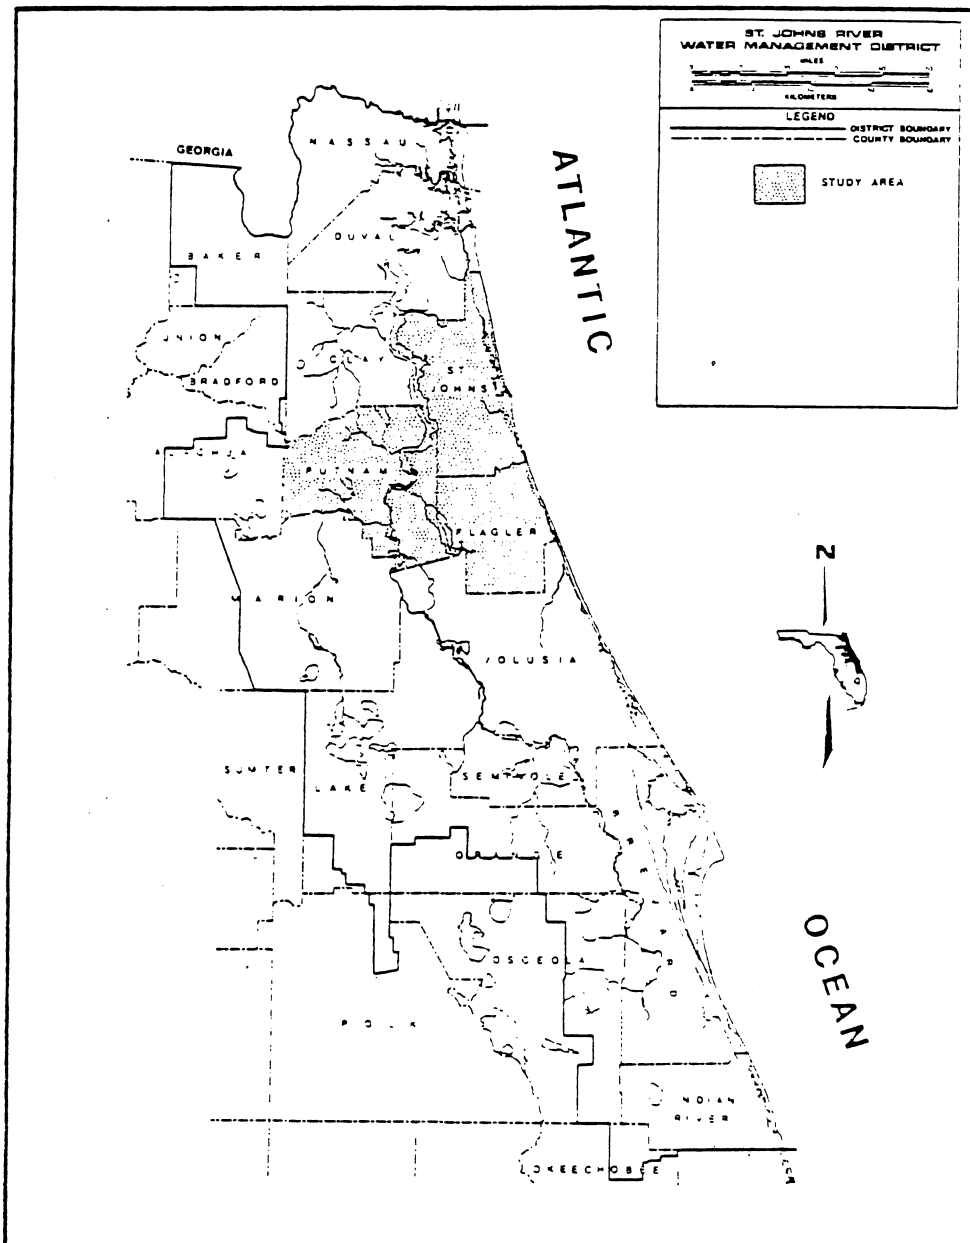 ST. JOHNS RIVER
WATER MANAGEMENT DISTRICT
MILES
KILOMETERS
LEGEND
DISTRICT BOUNDARY
COUNTY BOUNDARY
STUDY AREA
GEORGIA
NASSAU
ATLANTIC
DUVAL
BAKER
UNION
CLAY
ST
JOHNS
BRADFORD
PUTNAM
FLAGLER
N
MARION
VOLUSIA
SUMTER
LAKE
SEMINOLE
OSCEOLA
OCEAN
POLK
INDIAN
RIVER
OKEECHOBEE